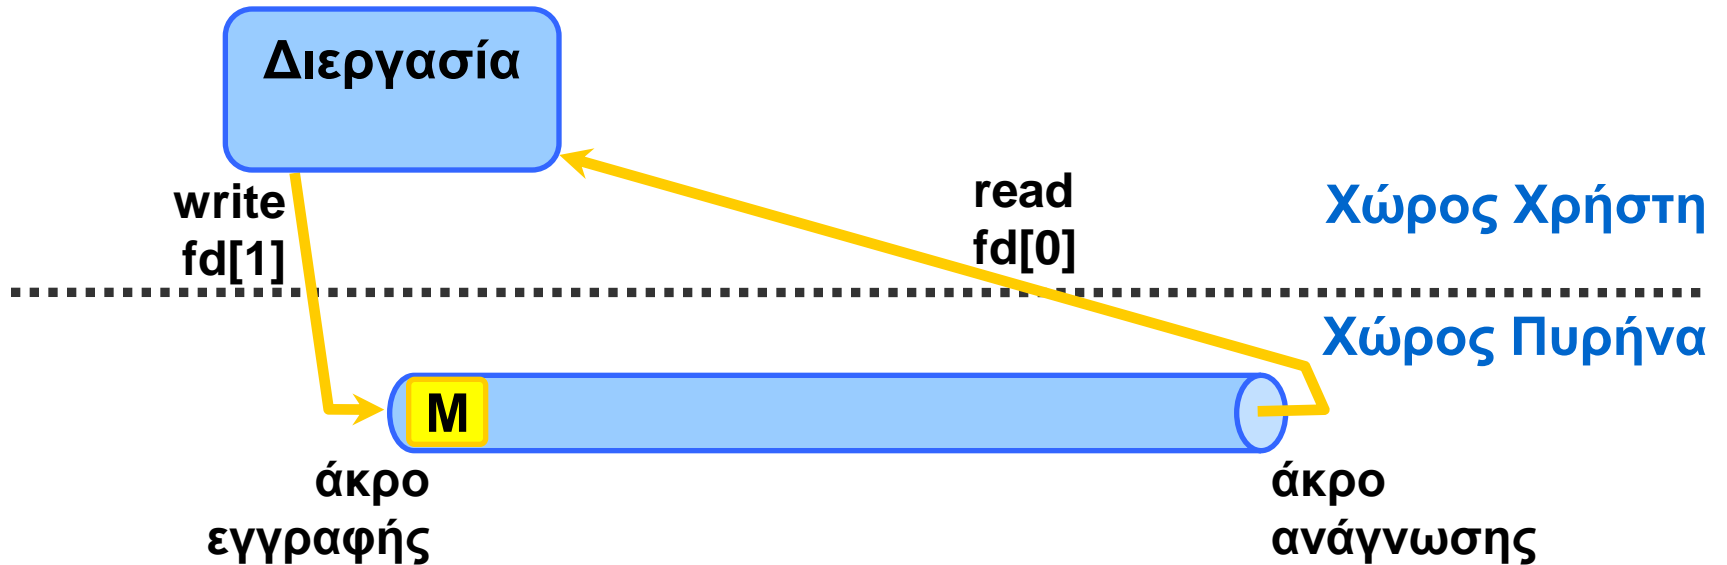 Διεργασία
write
fd[1]
read
fd[0]
Χώρος Χρήστη
Χώρος Πυρήνα
M
άκρο
εγγραφής
άκρο
ανάγνωσης